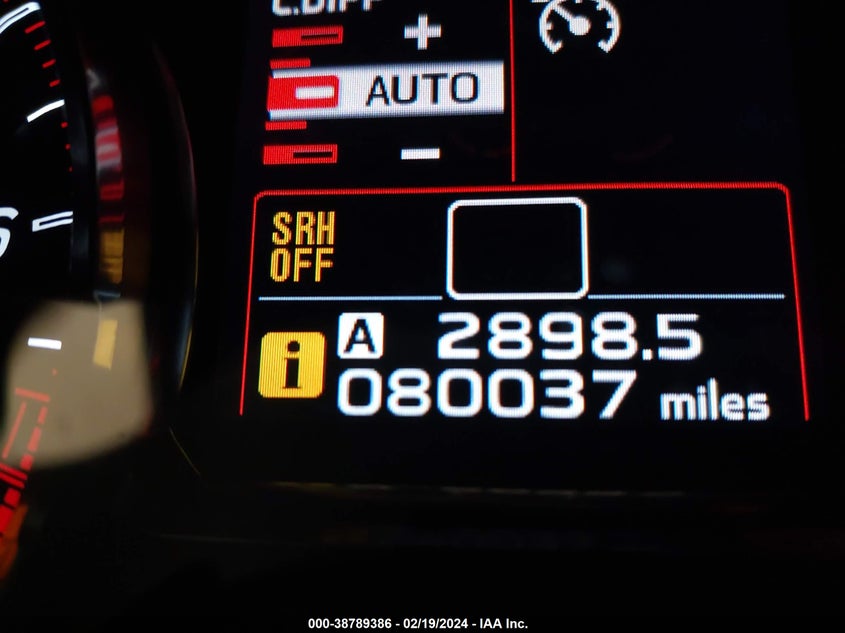 C.DIFF
+
AUTO
-
S
SRH
OFF
i A 2898.5
080037 miles
000-38789386 - 02/19/2024 - IAA Inc.